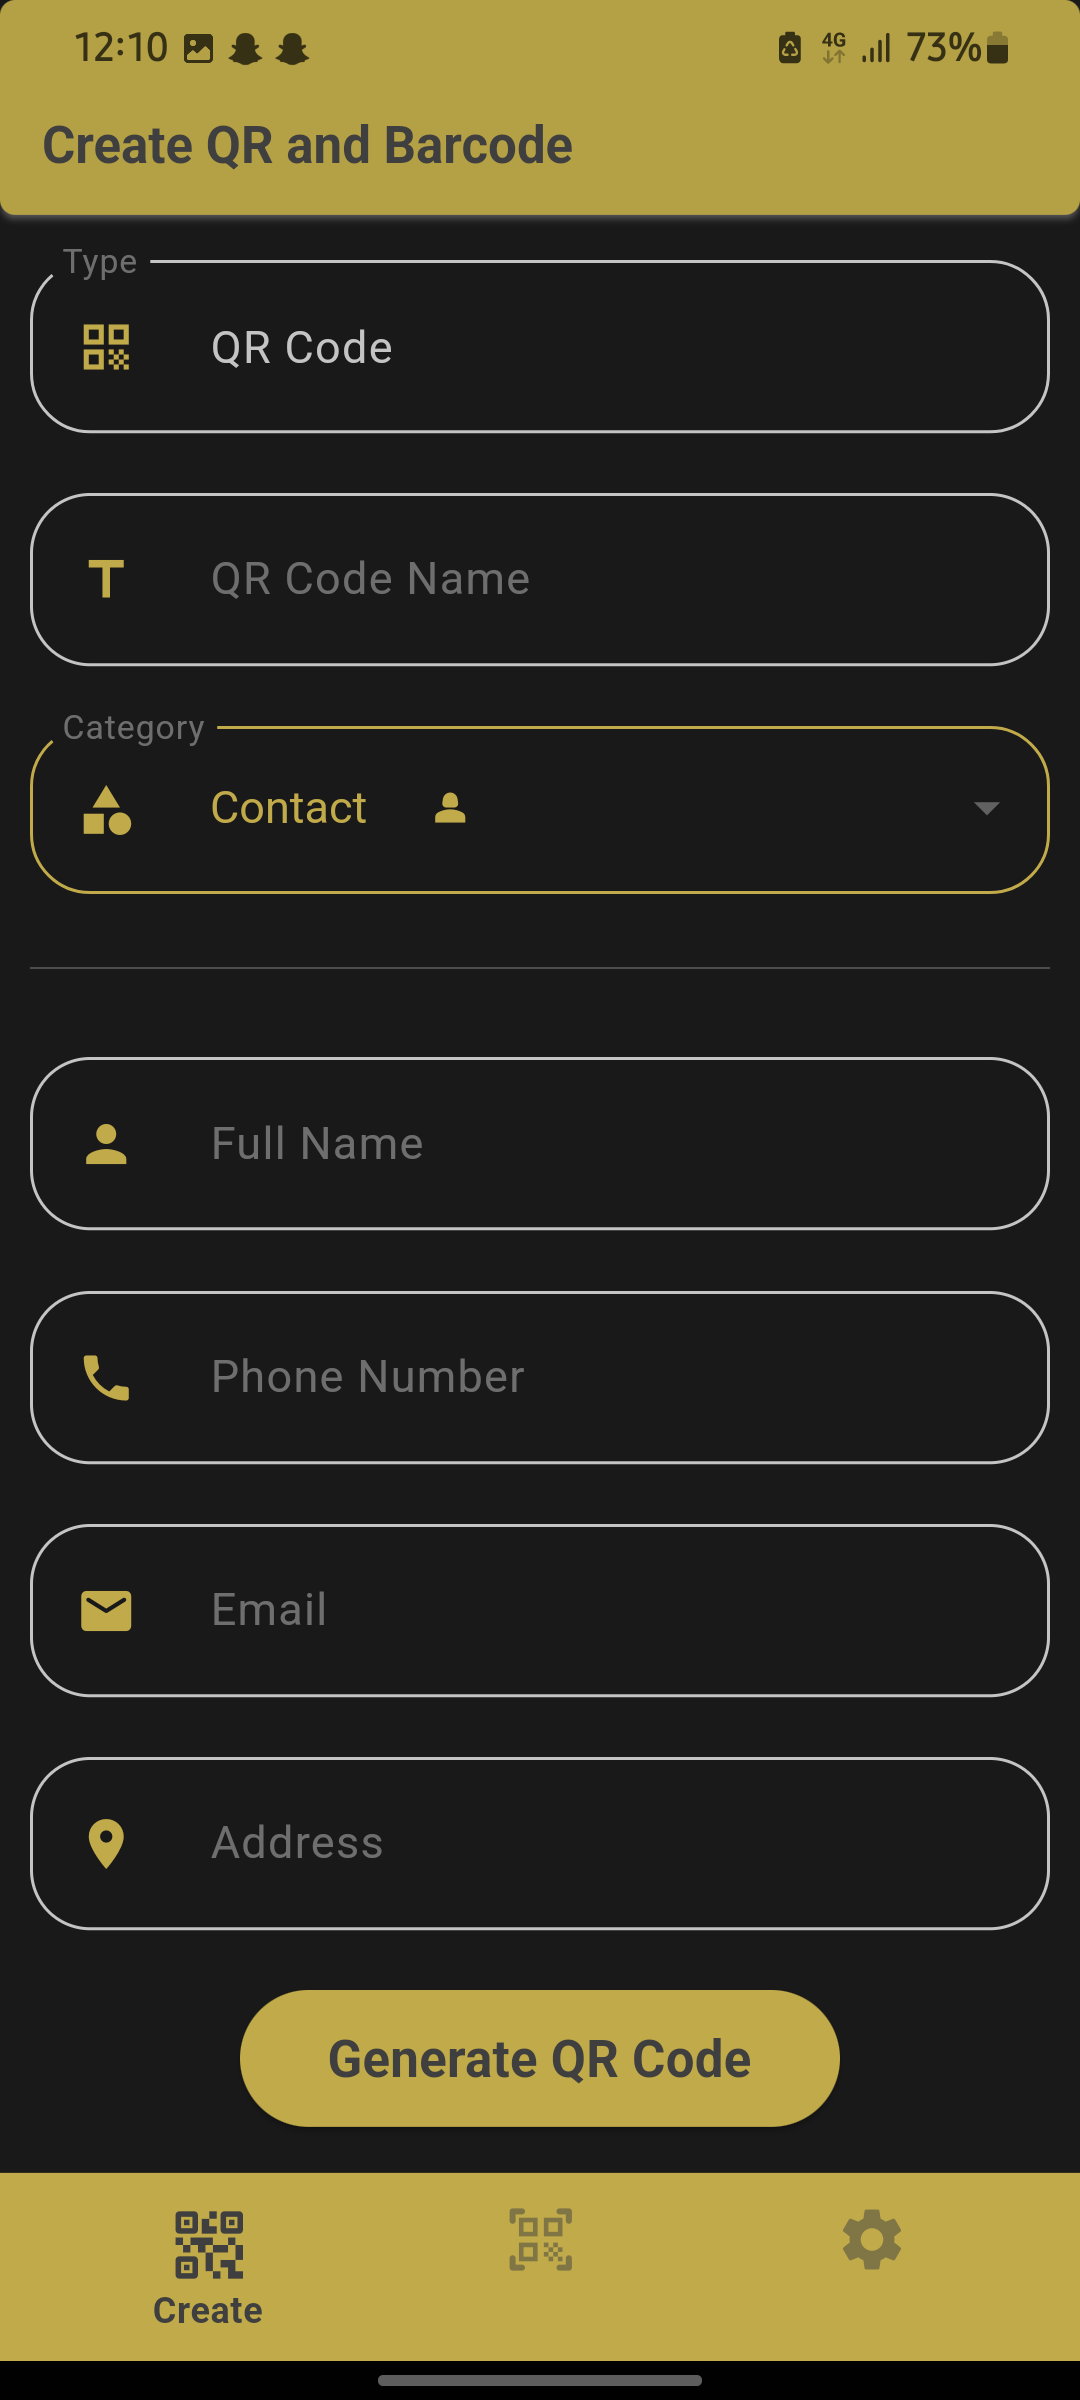 12:10 4G 73%
Create QR and Barcode
Type
QR Code
QR Code Name
Category
Contact
Full Name
Phone Number
Email
Address
Generate QR Code
Create